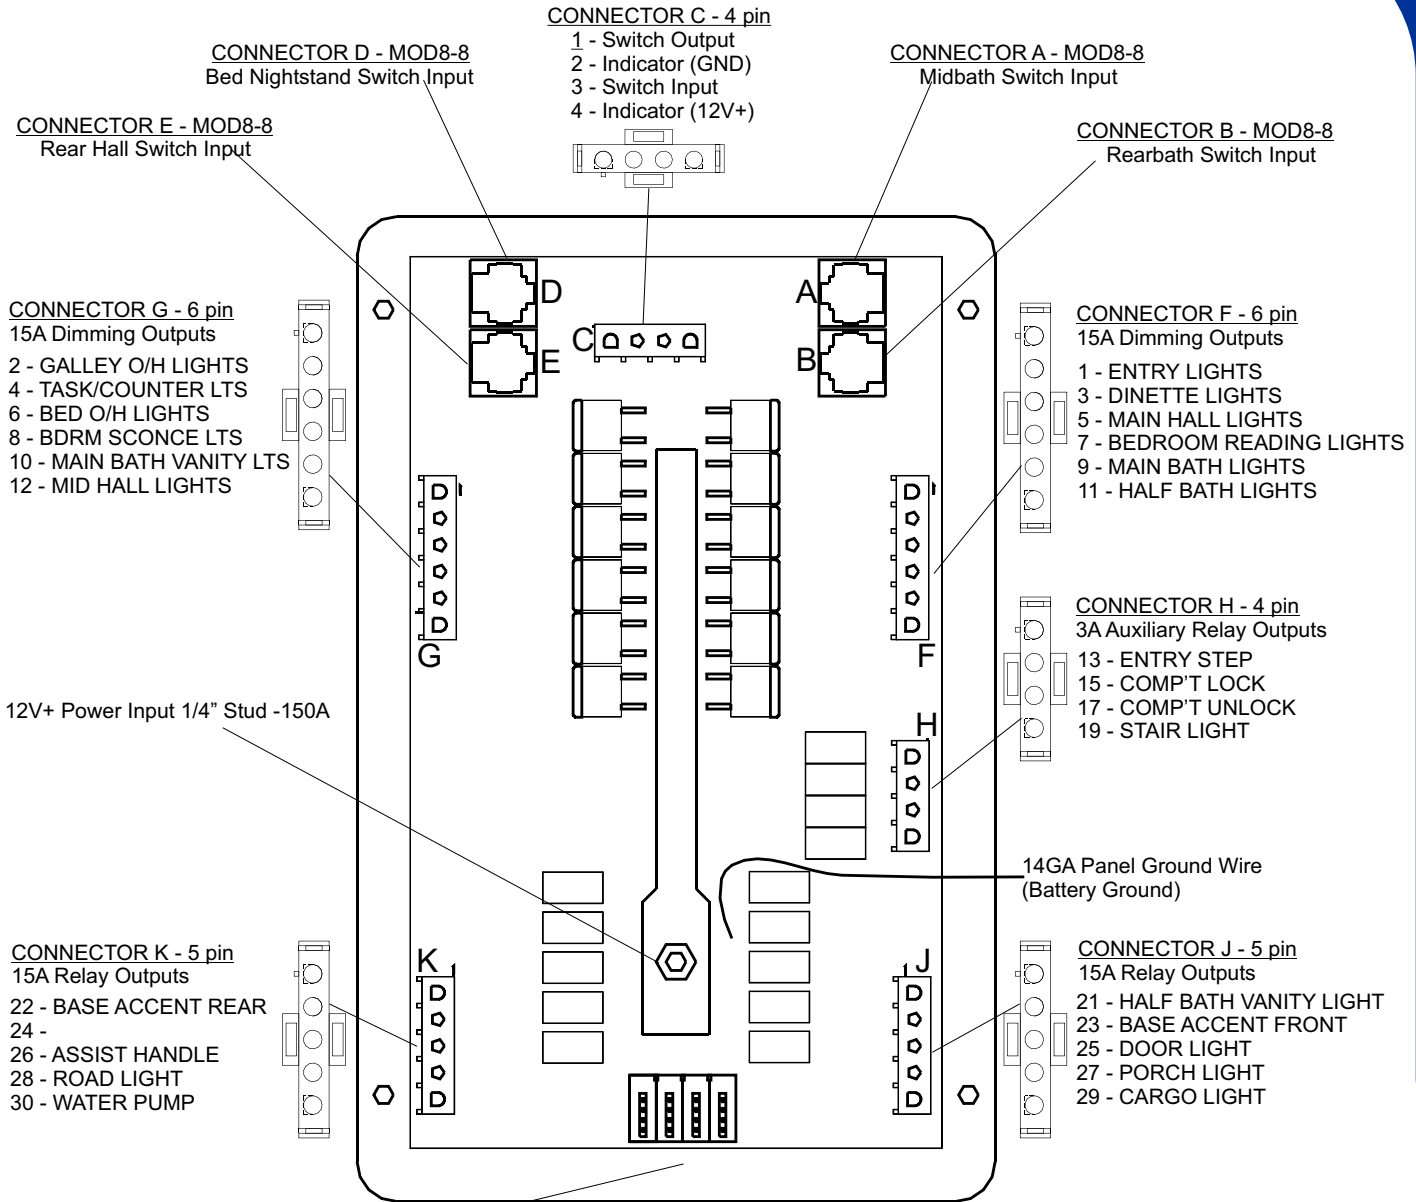 CONNECTOR C - 4 pin
1 - Switch Output
2 - Indicator (GND)
3 - Switch Input
4 - Indicator (12V+)
CONNECTOR D - MOD8-8
Bed Nightstand Switch Input
CONNECTOR A - MOD8-8
Midbath Switch Input
CONNECTOR E - MOD8-8
Rear Hall Switch Input
CONNECTOR B - MOD8-8
Rearbath Switch Input
D
A
C
E
B
CONNECTOR G - 6 pin
15A Dimming Outputs
2 - GALLEY O/H LIGHTS
4 - TASK/COUNTER LTS
6 - BED O/H LIGHTS
8 - BDRM SCONCE LTS
10 - MAIN BATH VANITY LTS
12 - MID HALL LIGHTS
CONNECTOR F - 6 pin
15A Dimming Outputs
1 - ENTRY LIGHTS
3 - DINETTE LIGHTS
5 - MAIN HALL LIGHTS
7 - BEDROOM READING LIGHTS
9 - MAIN BATH LIGHTS
11 - HALF BATH LIGHTS
G
F
CONNECTOR H - 4 pin
3A Auxiliary Relay Outputs
13 - ENTRY STEP
15 - COMP'T LOCK
17 - COMP'T UNLOCK
19 - STAIR LIGHT
12V+ Power Input 1/4” Stud -150A
H
14GA Panel Ground Wire
(Battery Ground)
CONNECTOR K - 5 pin
15A Relay Outputs
22 - BASE ACCENT REAR
24 -
26 - ASSIST HANDLE
28 - ROAD LIGHT
30 - WATER PUMP
K
J
CONNECTOR J - 5 pin
15A Relay Outputs
21 - HALF BATH VANITY LIGHT
23 - BASE ACCENT FRONT
25 - DOOR LIGHT
27 - PORCH LIGHT
29 - CARGO LIGHT